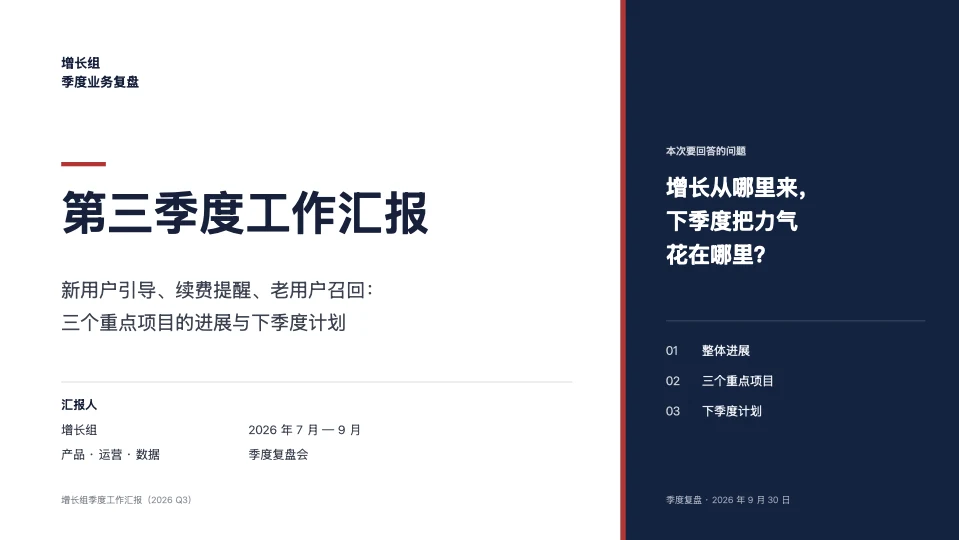 增长组
季度业务复盘
第三季度工作汇报
新用户引导、续费提醒、老用户召回：
三个重点项目的进展与下季度计划
汇报人
增长组
2026 年 7 月 — 9 月
产品 · 运营 · 数据
季度复盘会
增长组季度工作汇报（2026 Q3）
本次要回答的问题
增长从哪里来，
下季度把力气
花在哪里？
01 整体进展
02 三个重点项目
03 下季度计划
季度复盘 · 2026 年 9 月 30 日